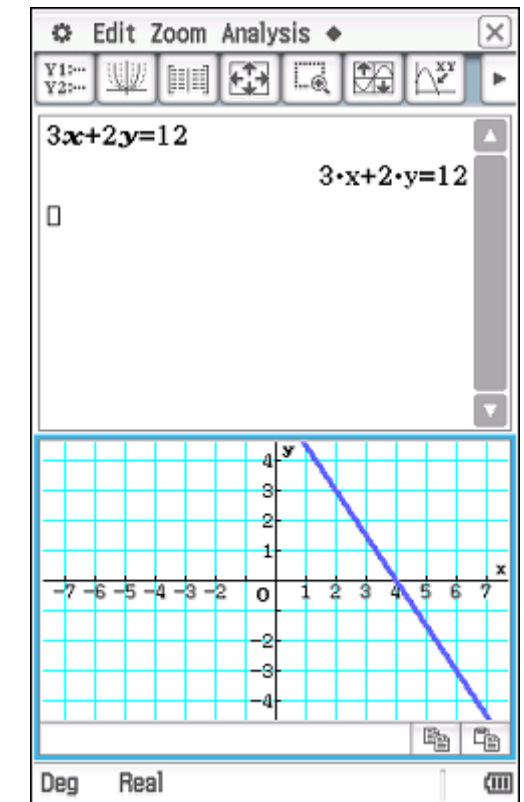 Edit Zoom Analysis ◆
Y1:···
Y2:···
XY
3x+2y=12
3·x+2·y=12
y
4
3
2
1
x
-7 -6 -5 -4 -3 -2 O 1 2 3 4 5 6 7
-2
-3
-4
Deg Real